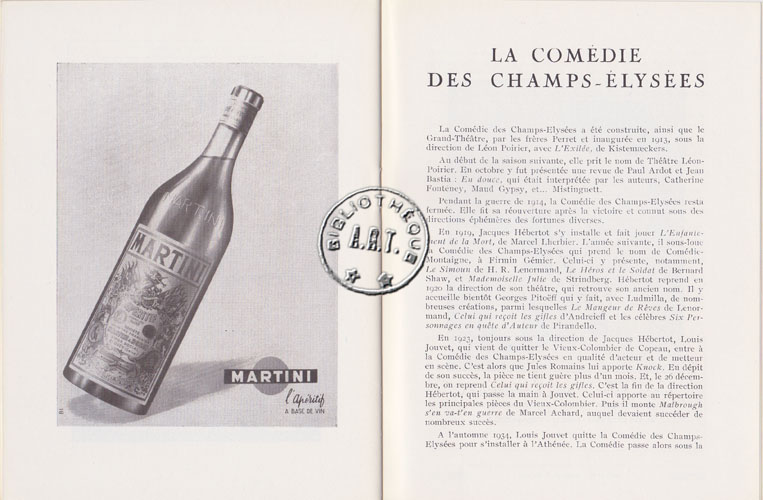 MARTINI
MARTINI
MARTINI
l'apéritif
A BASE DE VIN
BIBLIOTHÈQUE
A.R.T.
LA COMÉDIE
DES CHAMPS-ÉLYSÉES
La Comédie des Champs-Elysées a été construite, ainsi que le
Grand-Théâtre, par les frères Perret et inaugurée en 1913, sous la
direction de Léon Poirier, avec L'Exilée, de Kistemæckers.
Au début de la saison suivante, elle prit le nom de Théâtre Léon-
Poirier. En octobre y fut présentée une revue de Paul Ardot et Jean
Bastia : En douce, qui était interprétée par les auteurs, Catherine
Fonteney, Maud Gypsy, et... Mistinguett.
Pendant la guerre de 1914, la Comédie des Champs-Elysées resta
fermée. Elle fit sa réouverture après la victoire et connut sous des
directions éphémères des fortunes diverses.
En 1919, Jacques Hébertot s'y installe et fait jouer L'Enfante-
ment de la Mort, de Marcel Lherbier. L'année suivante, il sous-loue
la Comédie des Champs-Elysées qui prend le nom de Comédie-
Montaigne, à Firmin Gémier. Celui-ci y présente, notamment,
Le Simoun de H. R. Lenormand, Le Héros et le Soldat de Bernard
Shaw, et Mademoiselle Julie de Strindberg. Hébertot reprend en
1920 la direction de son théâtre, qui retrouve son ancien nom. Il y
accueille bientôt Georges Pitoëff qui y fait, avec Ludmilla, de nom-
breuses créations, parmi lesquelles Le Mangeur de Rêves de Lenor-
mand, Celui qui reçoit les gifles d'Andreieff et les célèbres Six Per-
sonnages en quête d'Auteur de Pirandello.
En 1923, toujours sous la direction de Jacques Hébertot, Louis
Jouvet, qui vient de quitter le Vieux-Colombier de Copeau, entre à
la Comédie des Champs-Elysées en qualité d'acteur et de metteur
en scène. C'est alors que Jules Romains lui apporte Knock. En dépit
de son succès, la pièce ne tient guère plus d'un mois. Et, le 26 décem-
bre, on reprend Celui qui reçoit les gifles. C'est la fin de la direction
Hébertot, qui passe la main à Jouvet. Celui-ci apporte au répertoire
les principales pièces du Vieux-Colombier. Puis il monte Malbrough
s'en va-t'en guerre de Marcel Achard, auquel devaient succéder de
nombreux succès.
A l'automne 1934, Louis Jouvet quitte la Comédie des Champs-
Elysées pour s'installer à l'Athénée. La Comédie passe alors sous la